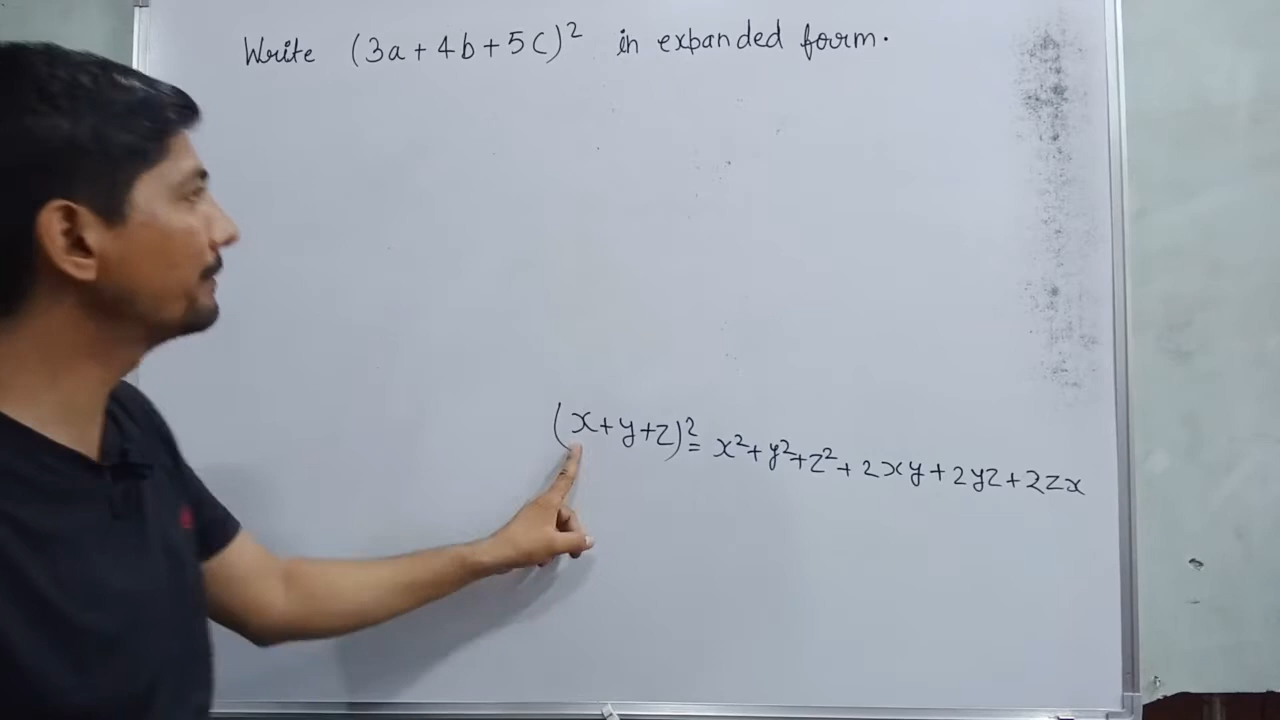 Write (3a+4b+5c)² in expanded form.
(x+y+z)² = x²+y²+z²+2xy+2yz+2zx